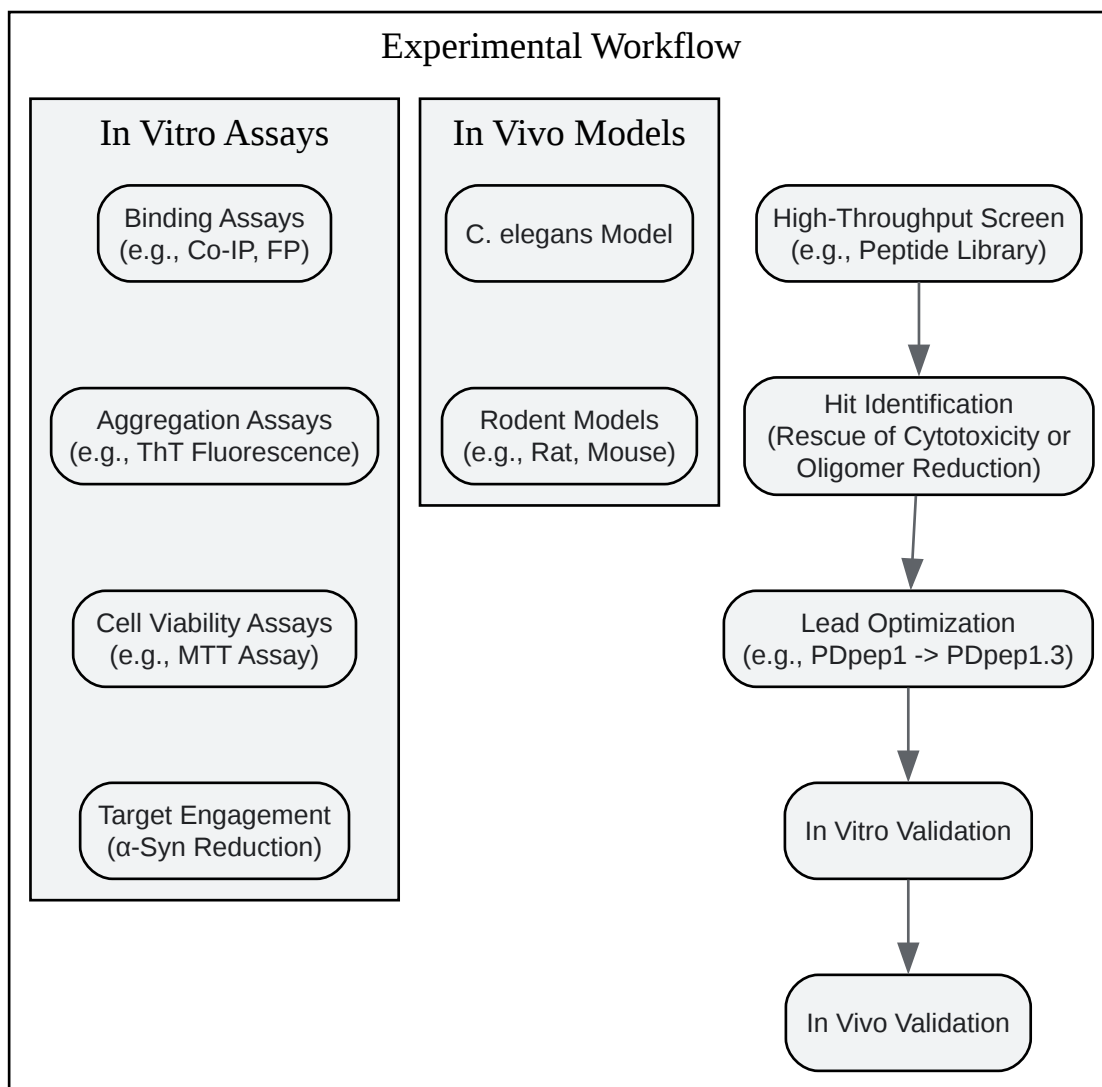 Experimental Workflow
In Vitro Assays
Binding Assays
(e.g., Co-IP, FP)
Aggregation Assays
(e.g., ThT Fluorescence)
Cell Viability Assays
(e.g., MTT Assay)
Target Engagement
(α-Syn Reduction)
In Vivo Models
C. elegans Model
Rodent Models
(e.g., Rat, Mouse)
High-Throughput Screen
(e.g., Peptide Library)
Hit Identification
(Rescue of Cytotoxicity or
Oligomer Reduction)
Lead Optimization
(e.g., PDpep1 -> PDpep1.3)
In Vitro Validation
In Vivo Validation